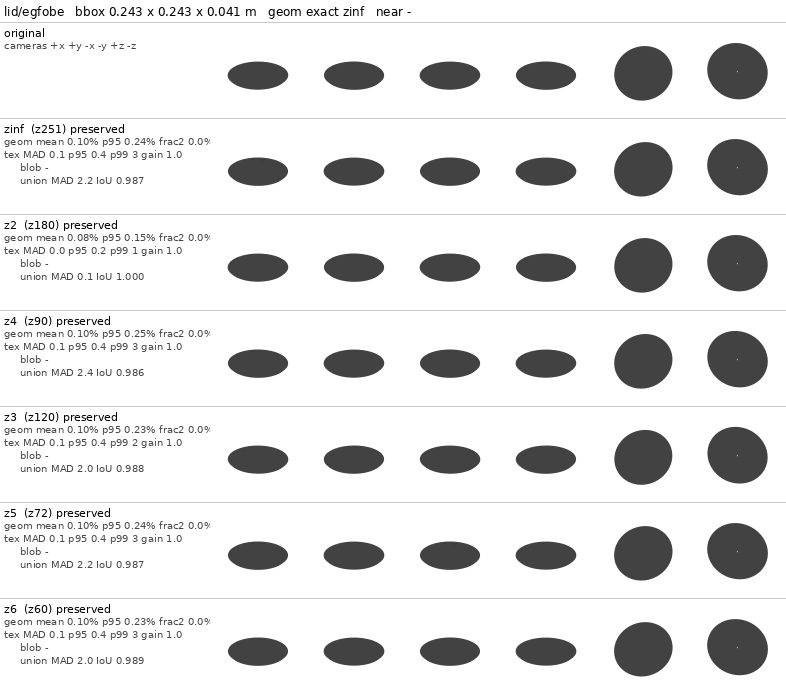 lid/egfobe   bbox 0.243 x 0.243 x 0.041 m   geom exact zinf   near -
original
cameras +x +y -x -y +z -z
zinf  (z251) preserved
geom mean 0.10% p95 0.24% frac2 0.0%
tex MAD 0.1 p95 0.4 p99 3 gain 1.0
blob -
union MAD 2.2 IoU 0.987
z2  (z180) preserved
geom mean 0.08% p95 0.15% frac2 0.0%
tex MAD 0.0 p95 0.2 p99 1 gain 1.0
blob -
union MAD 0.1 IoU 1.000
z4  (z90) preserved
geom mean 0.10% p95 0.25% frac2 0.0%
tex MAD 0.1 p95 0.4 p99 3 gain 1.0
blob -
union MAD 2.4 IoU 0.986
z3  (z120) preserved
geom mean 0.10% p95 0.23% frac2 0.0%
tex MAD 0.1 p95 0.4 p99 2 gain 1.0
blob -
union MAD 2.0 IoU 0.988
z5  (z72) preserved
geom mean 0.10% p95 0.24% frac2 0.0%
tex MAD 0.1 p95 0.4 p99 3 gain 1.0
blob -
union MAD 2.2 IoU 0.987
z6  (z60) preserved
geom mean 0.10% p95 0.23% frac2 0.0%
tex MAD 0.1 p95 0.4 p99 3 gain 1.0
blob -
union MAD 2.0 IoU 0.989